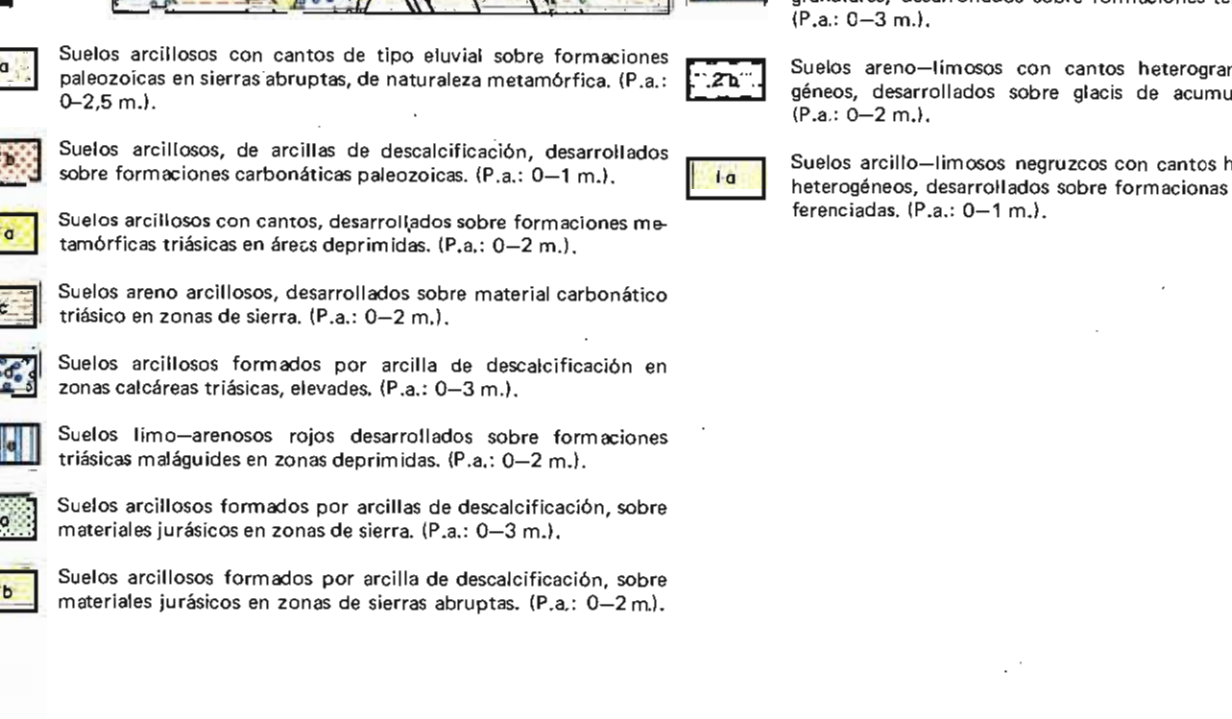 a
Suelos arcillosos con cantos de tipo eluvial sobre formaciones
paleozoicas en sierras abruptas, de naturaleza metamórfica. (P.a.:
0—2,5 m.).
b
Suelos arcillosos, de arcillas de descalcificación, desarrollados
sobre formaciones carbonáticas paleozoicas. (P.a.: 0—1 m.).
a
Suelos arcillosos con cantos, desarrollados sobre formaciones me-
tamórficas triásicas en áreas deprimidas. (P.a.: 0—2 m.).
c
Suelos areno arcillosos, desarrollados sobre material carbonático
triásico en zonas de sierra. (P.a.: 0—2 m.).
d
Suelos arcillosos formados por arcilla de descalcificación en
zonas calcáreas triásicas, elevades. (P.a.: 0—3 m.).
e
Suelos limo—arenosos rojos desarrollados sobre formaciones
triásicas maláguides en zonas deprimidas. (P.a.: 0—2 m.).
a
Suelos arcillosos formados por arcillas de descalcificación, sobre
materiales jurásicos en zonas de sierra. (P.a.: 0—3 m.).
b
Suelos arcillosos formados por arcilla de descalcificación, sobre
materiales jurásicos en zonas de sierras abruptas. (P.a.: 0—2 m.).
(P.a.: 0—3 m.).
2b
Suelos areno—limosos con cantos heterogran
géneos, desarrollados sobre glacis de acumu
(P.a.: 0—2 m.).
1a
Suelos arcillo—limosos negruzcos con cantos h
heterogéneos, desarrollados sobre formacionas
ferenciadas. (P.a.: 0—1 m.).